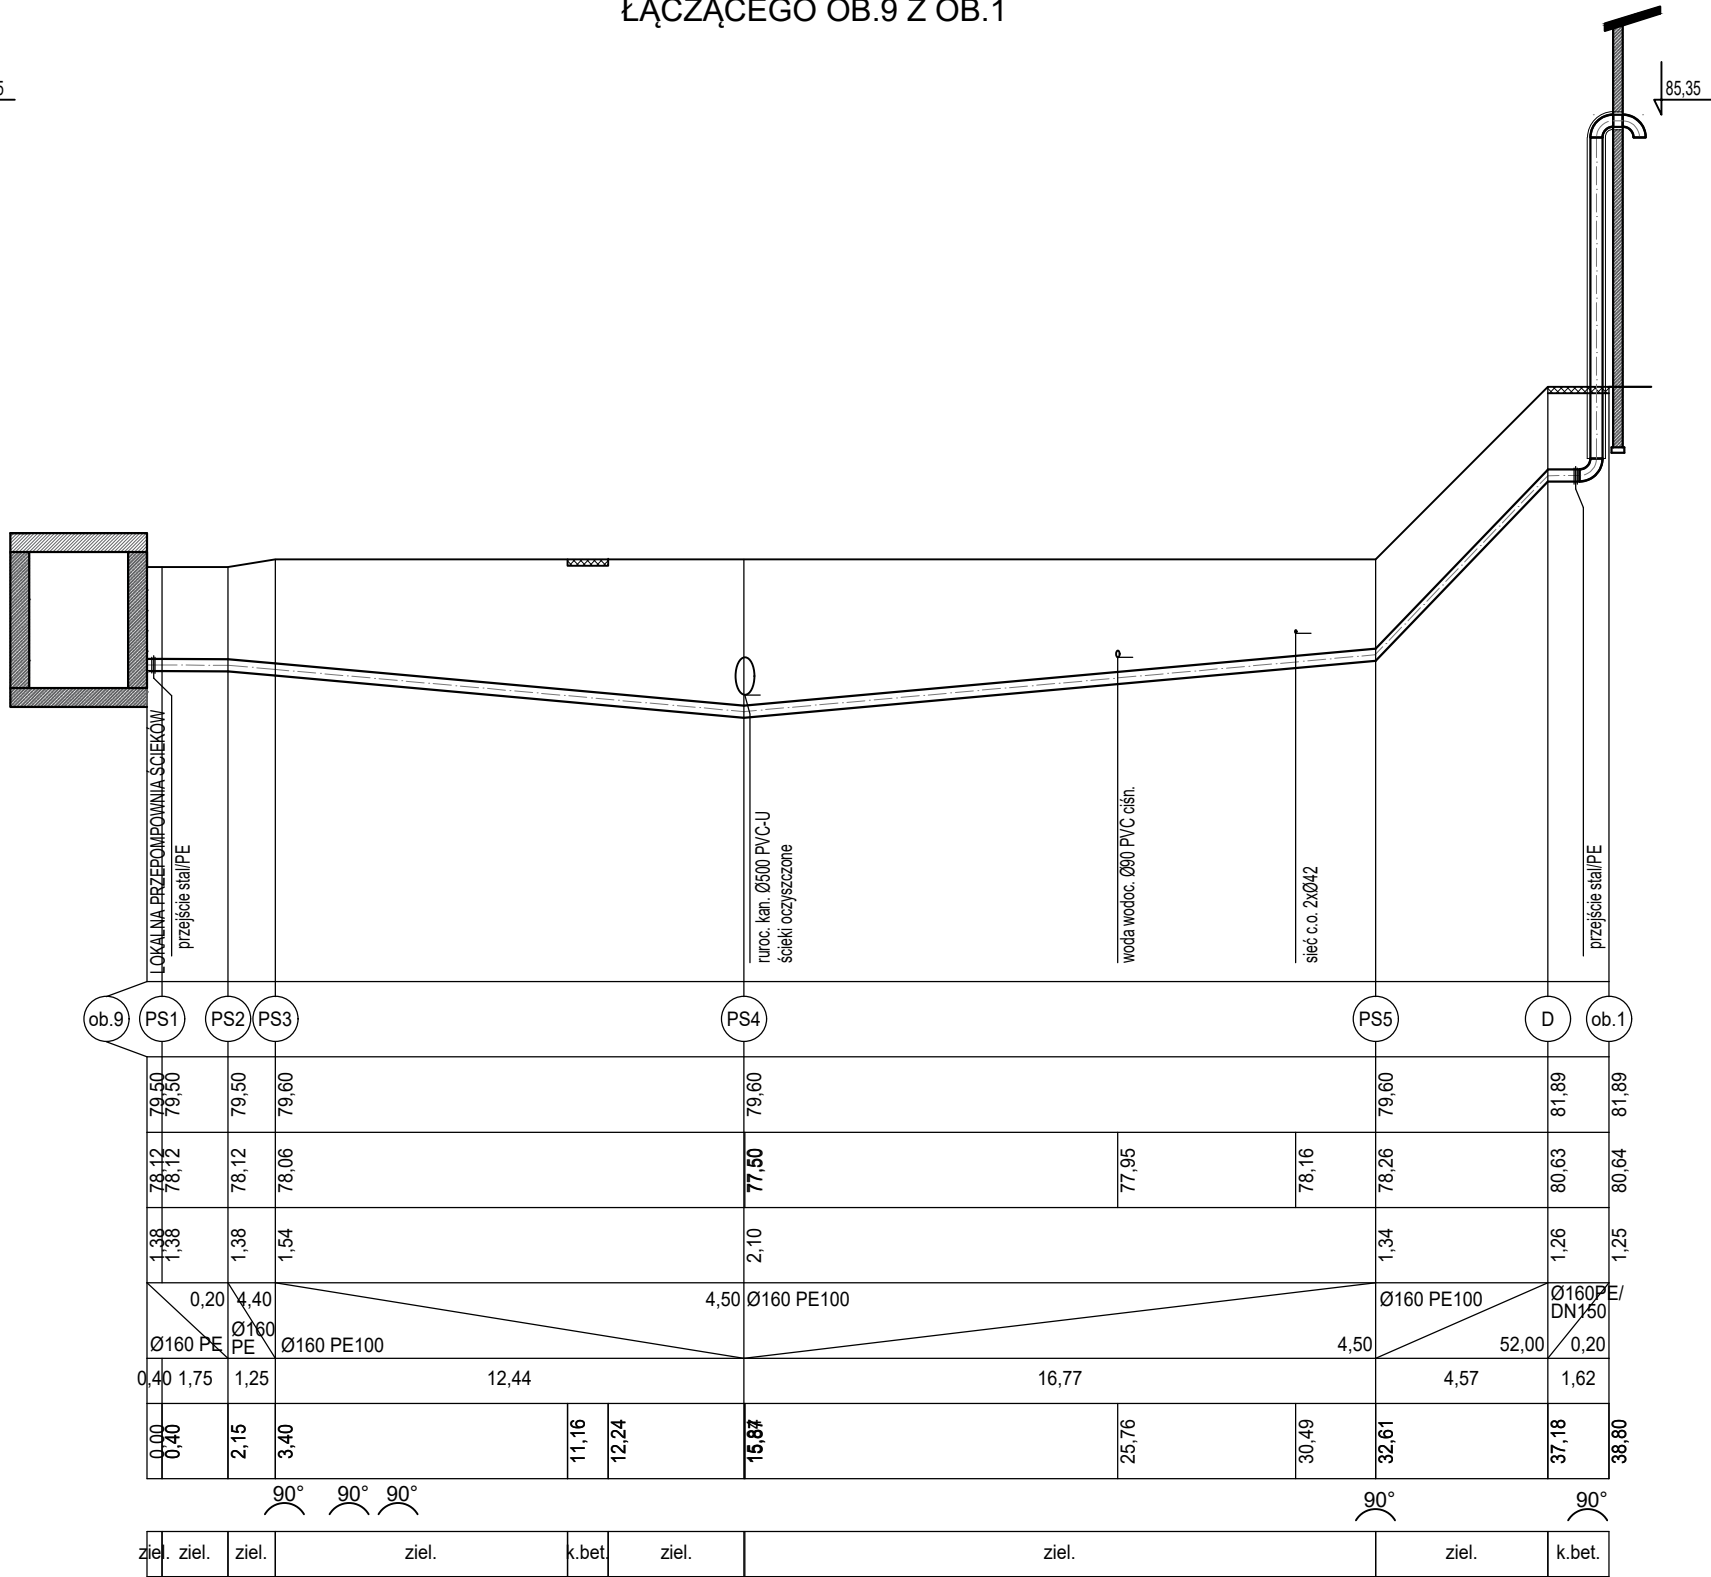 ŁĄCZĄCEGO OB.9 Z OB.1
5
85,35
LOKALNA PRZEPOMPOWNIA ŚCIEKÓW
przejście stal/PE
ruroc. kan. Ø500 PVC-U
ścieki oczyszczone
woda wodoc. Ø90 PVC ciśn.
sieć c.o. 2xØ42
przejście stal/PE
ob.9 PS1 PS2 PS3 PS4 PS5 D ob.1
79,50 79,50 79,50 79,60 79,60 79,60 81,89 81,89
78,12 78,12 78,12 78,06 77,50 77,95 78,16 78,26 80,63 80,64
1,38 1,38 1,38 1,54 2,10 1,34 1,26 1,25
0,20 4,40 4,50 Ø160 PE100 Ø160 PE100 Ø160PE/
DN150
Ø160 PE Ø160
PE Ø160 PE100 4,50 52,00 0,20
0,40 1,75 1,25 12,44 16,77 4,57 1,62
0,00 0,40 2,15 3,40 11,16 12,24 25,76 30,49 32,61 37,18 38,80
90° 90° 90° 90° 90°
ziel. ziel. ziel. ziel. k.bet. ziel. ziel. ziel. k.bet.